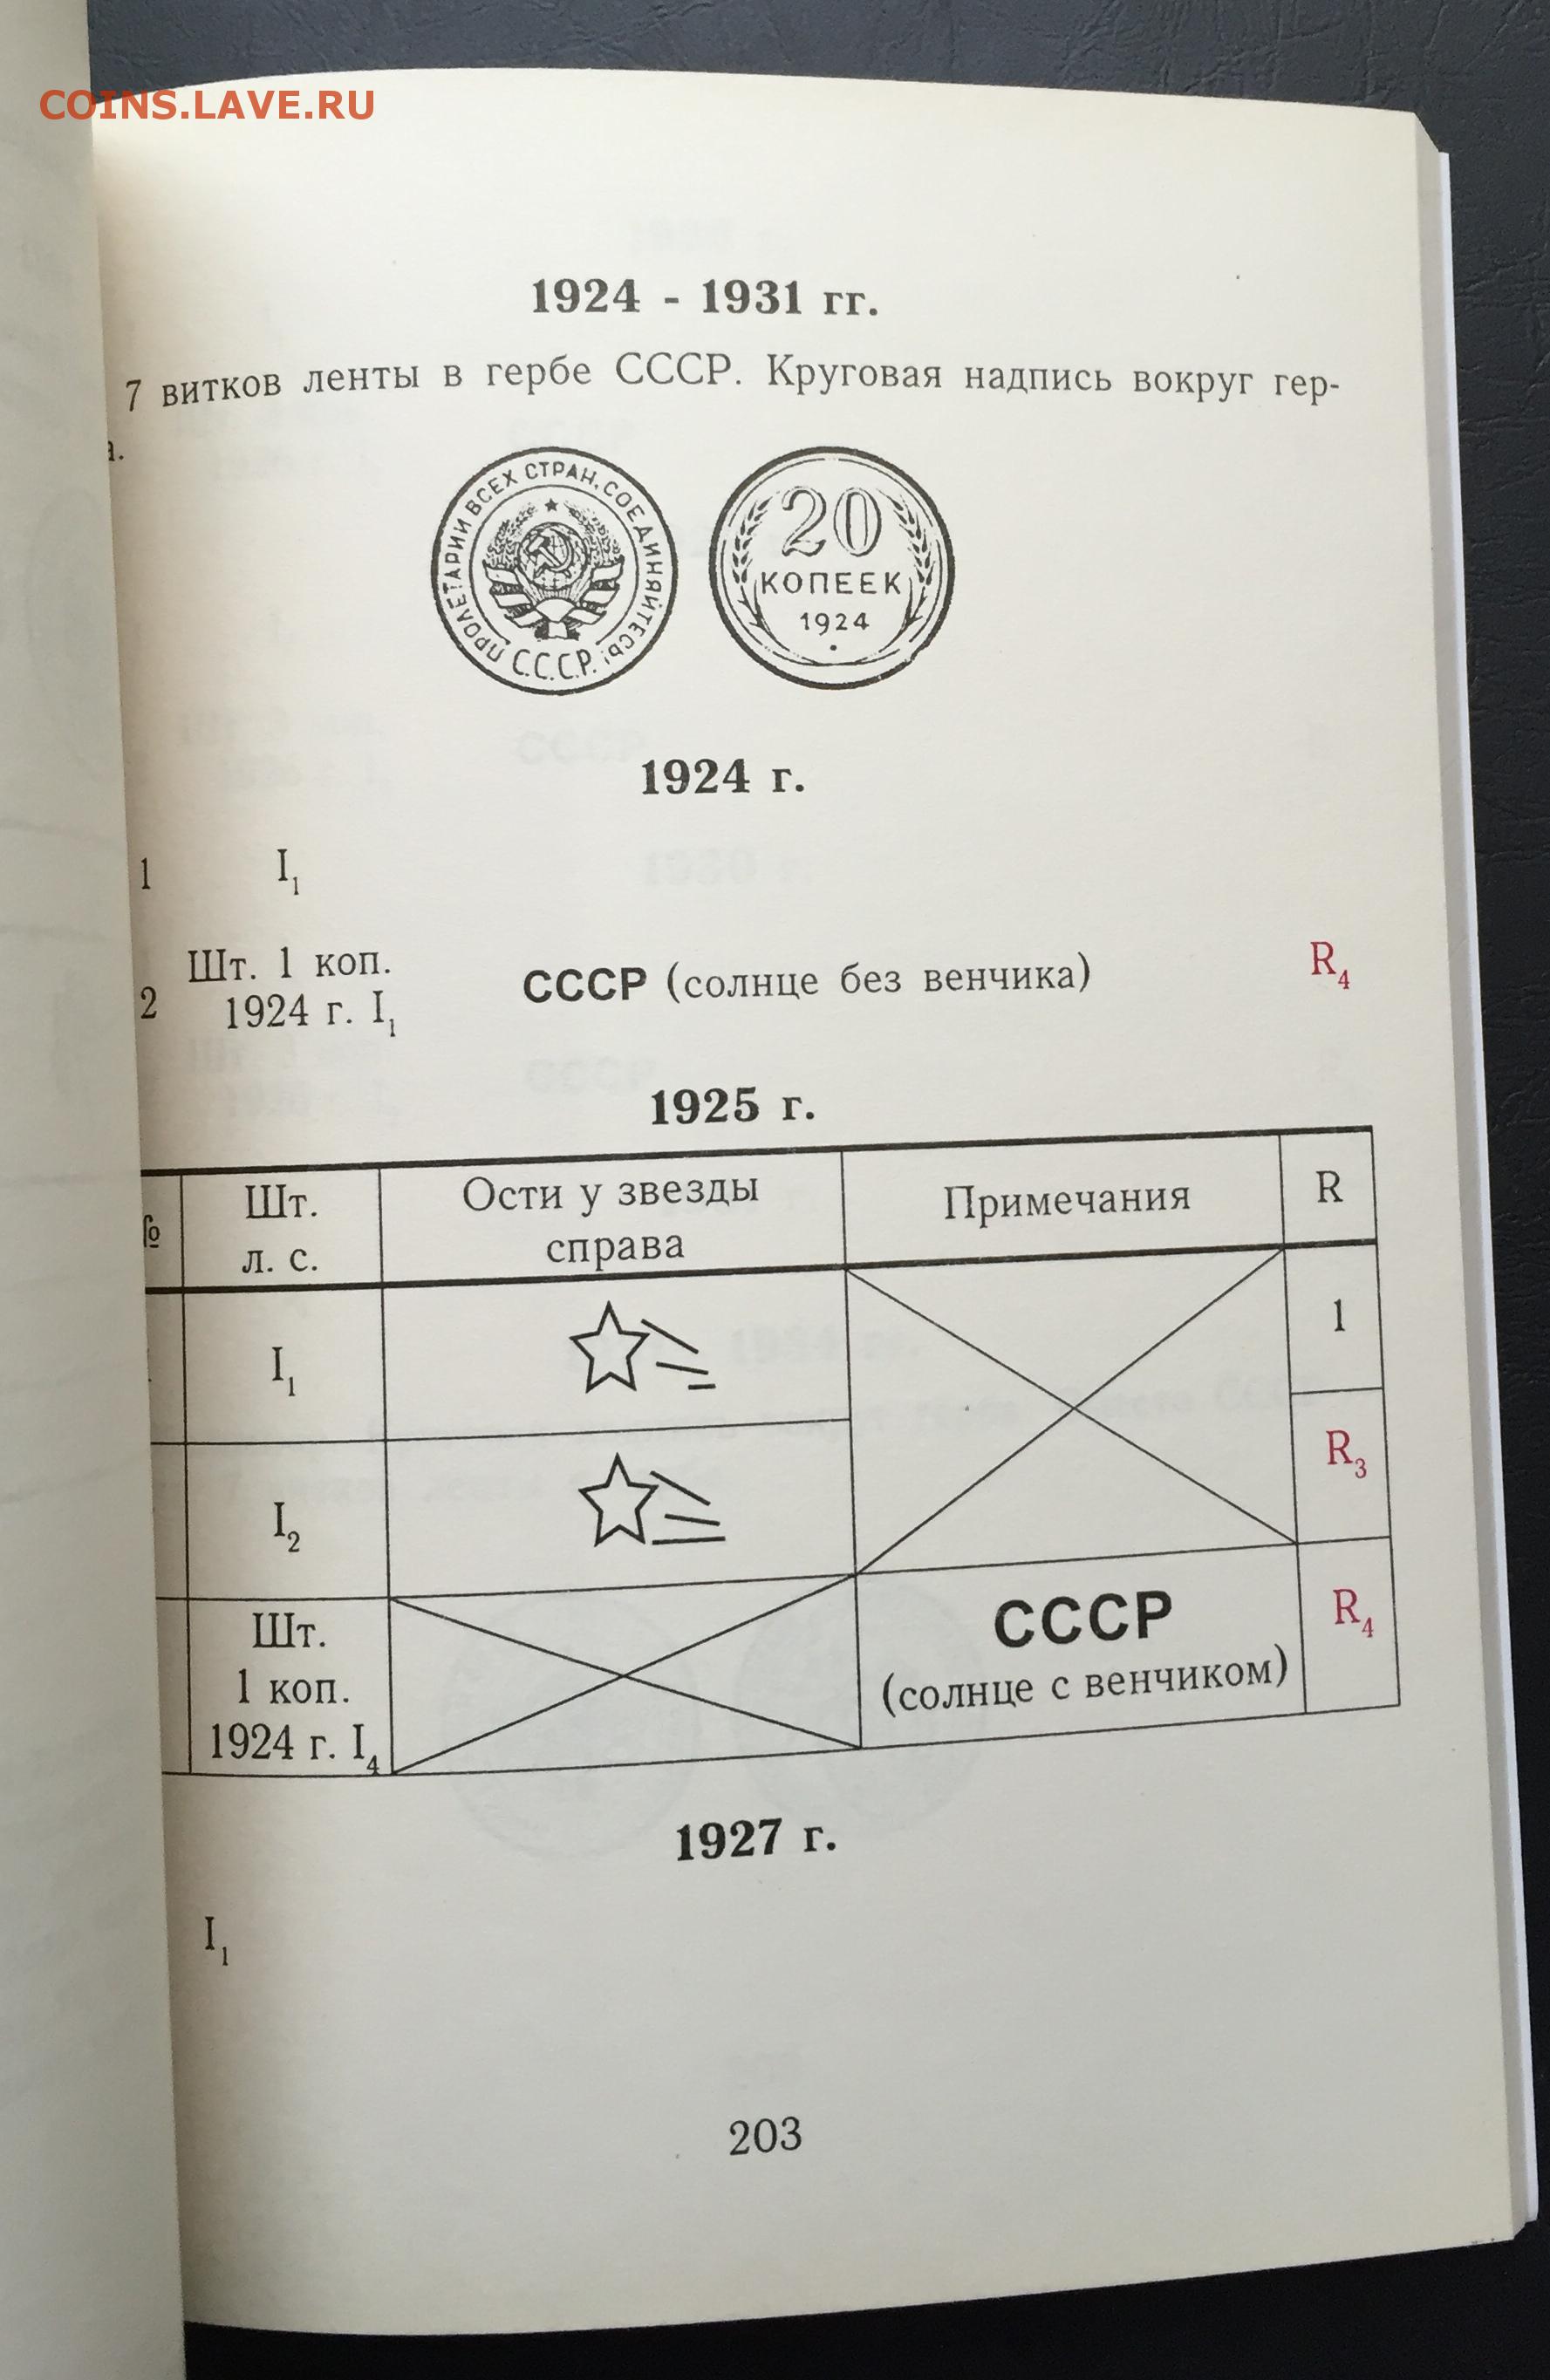 COINS.LAVE.RU
1924 - 1931 гг.
7 витков ленты в гербе СССР. Круговая надпись вокруг гер-
а.
ПРОЛЕТАРИИ ВСЕХ СТРАН, СОЕДИНЯЙТЕСЬ!
С.С.С.Р.
20
КОПЕЕК
1924
1924 г.
1 I₁
2 Шт. 1 коп. 1924 г. I₁ СССР (солнце без венчика) R₄
1925 г.
Шт. л. с.
Ости у звезды справа
Примечания
R
I₁
1
I₂
R₃
Шт. 1 коп. 1924 г. I₄
СССР
(солнце с венчиком)
R₄
1927 г.
I₁
203